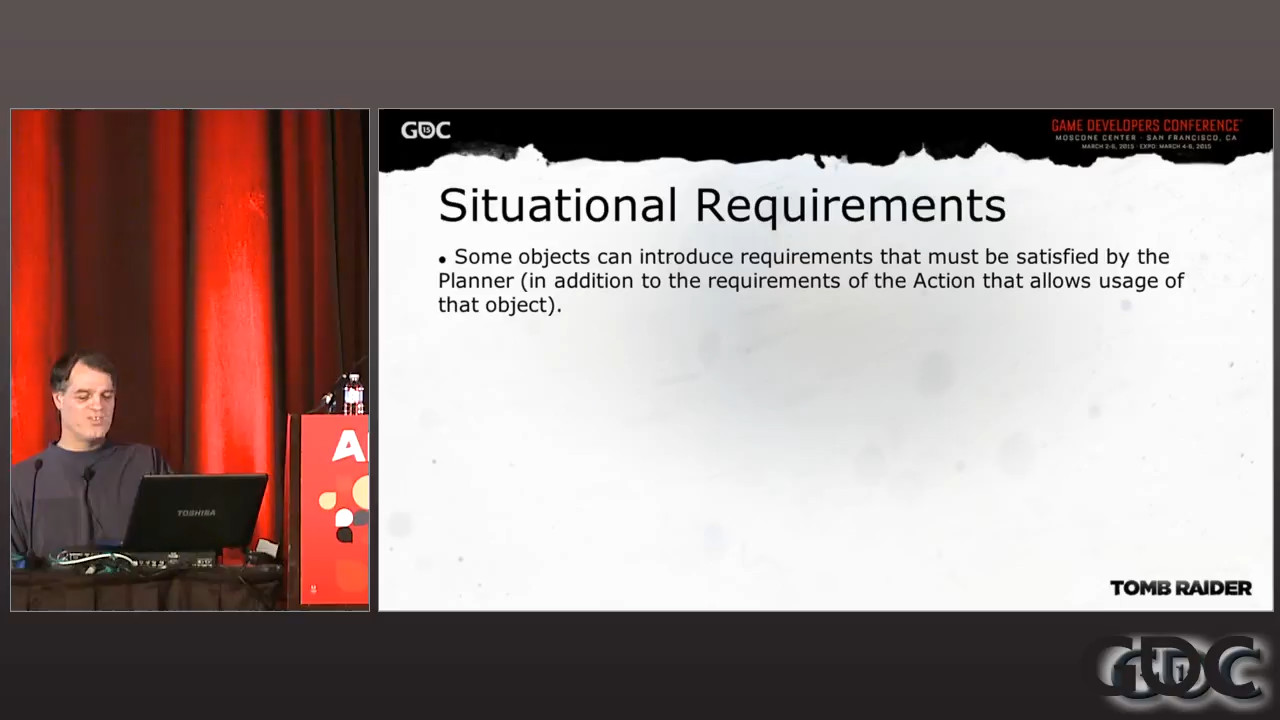 GDC
15
GAME DEVELOPERS CONFERENCE
MOSCONE CENTER · SAN FRANCISCO, CA
MARCH 2-6, 2015 · EXPO: MARCH 4-6, 2015
Situational Requirements
• Some objects can introduce requirements that must be satisfied by the
Planner (in addition to the requirements of the Action that allows usage of
that object).
TOSHIBA
TOMB RAIDER
GDC